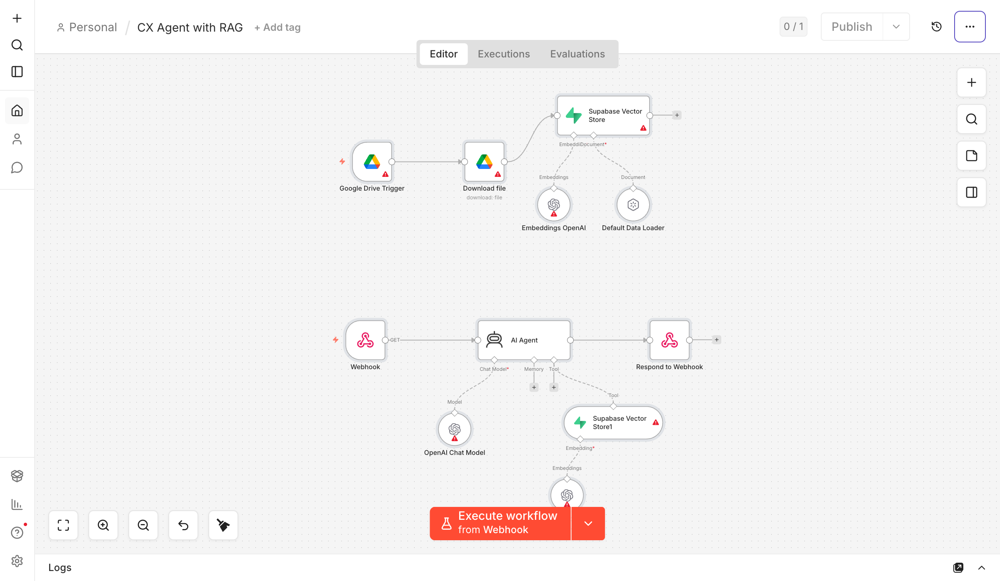 Personal / CX Agent with RAG + Add tag
0 / 1
Publish
Editor Executions Evaluations
Supabase Vector
Store
Document*
Google Drive Trigger
Download file
download: file
Embeddings
Document
Embeddings OpenAI
Default Data Loader
GET
AI Agent
Webhook
Chat Model*
Memory
Tool
Respond to Webhook
Tool
Model
Supabase Vector
Store1
OpenAI Chat Model
Embedding*
Embeddings
Execute workflow
from Webhook
Logs